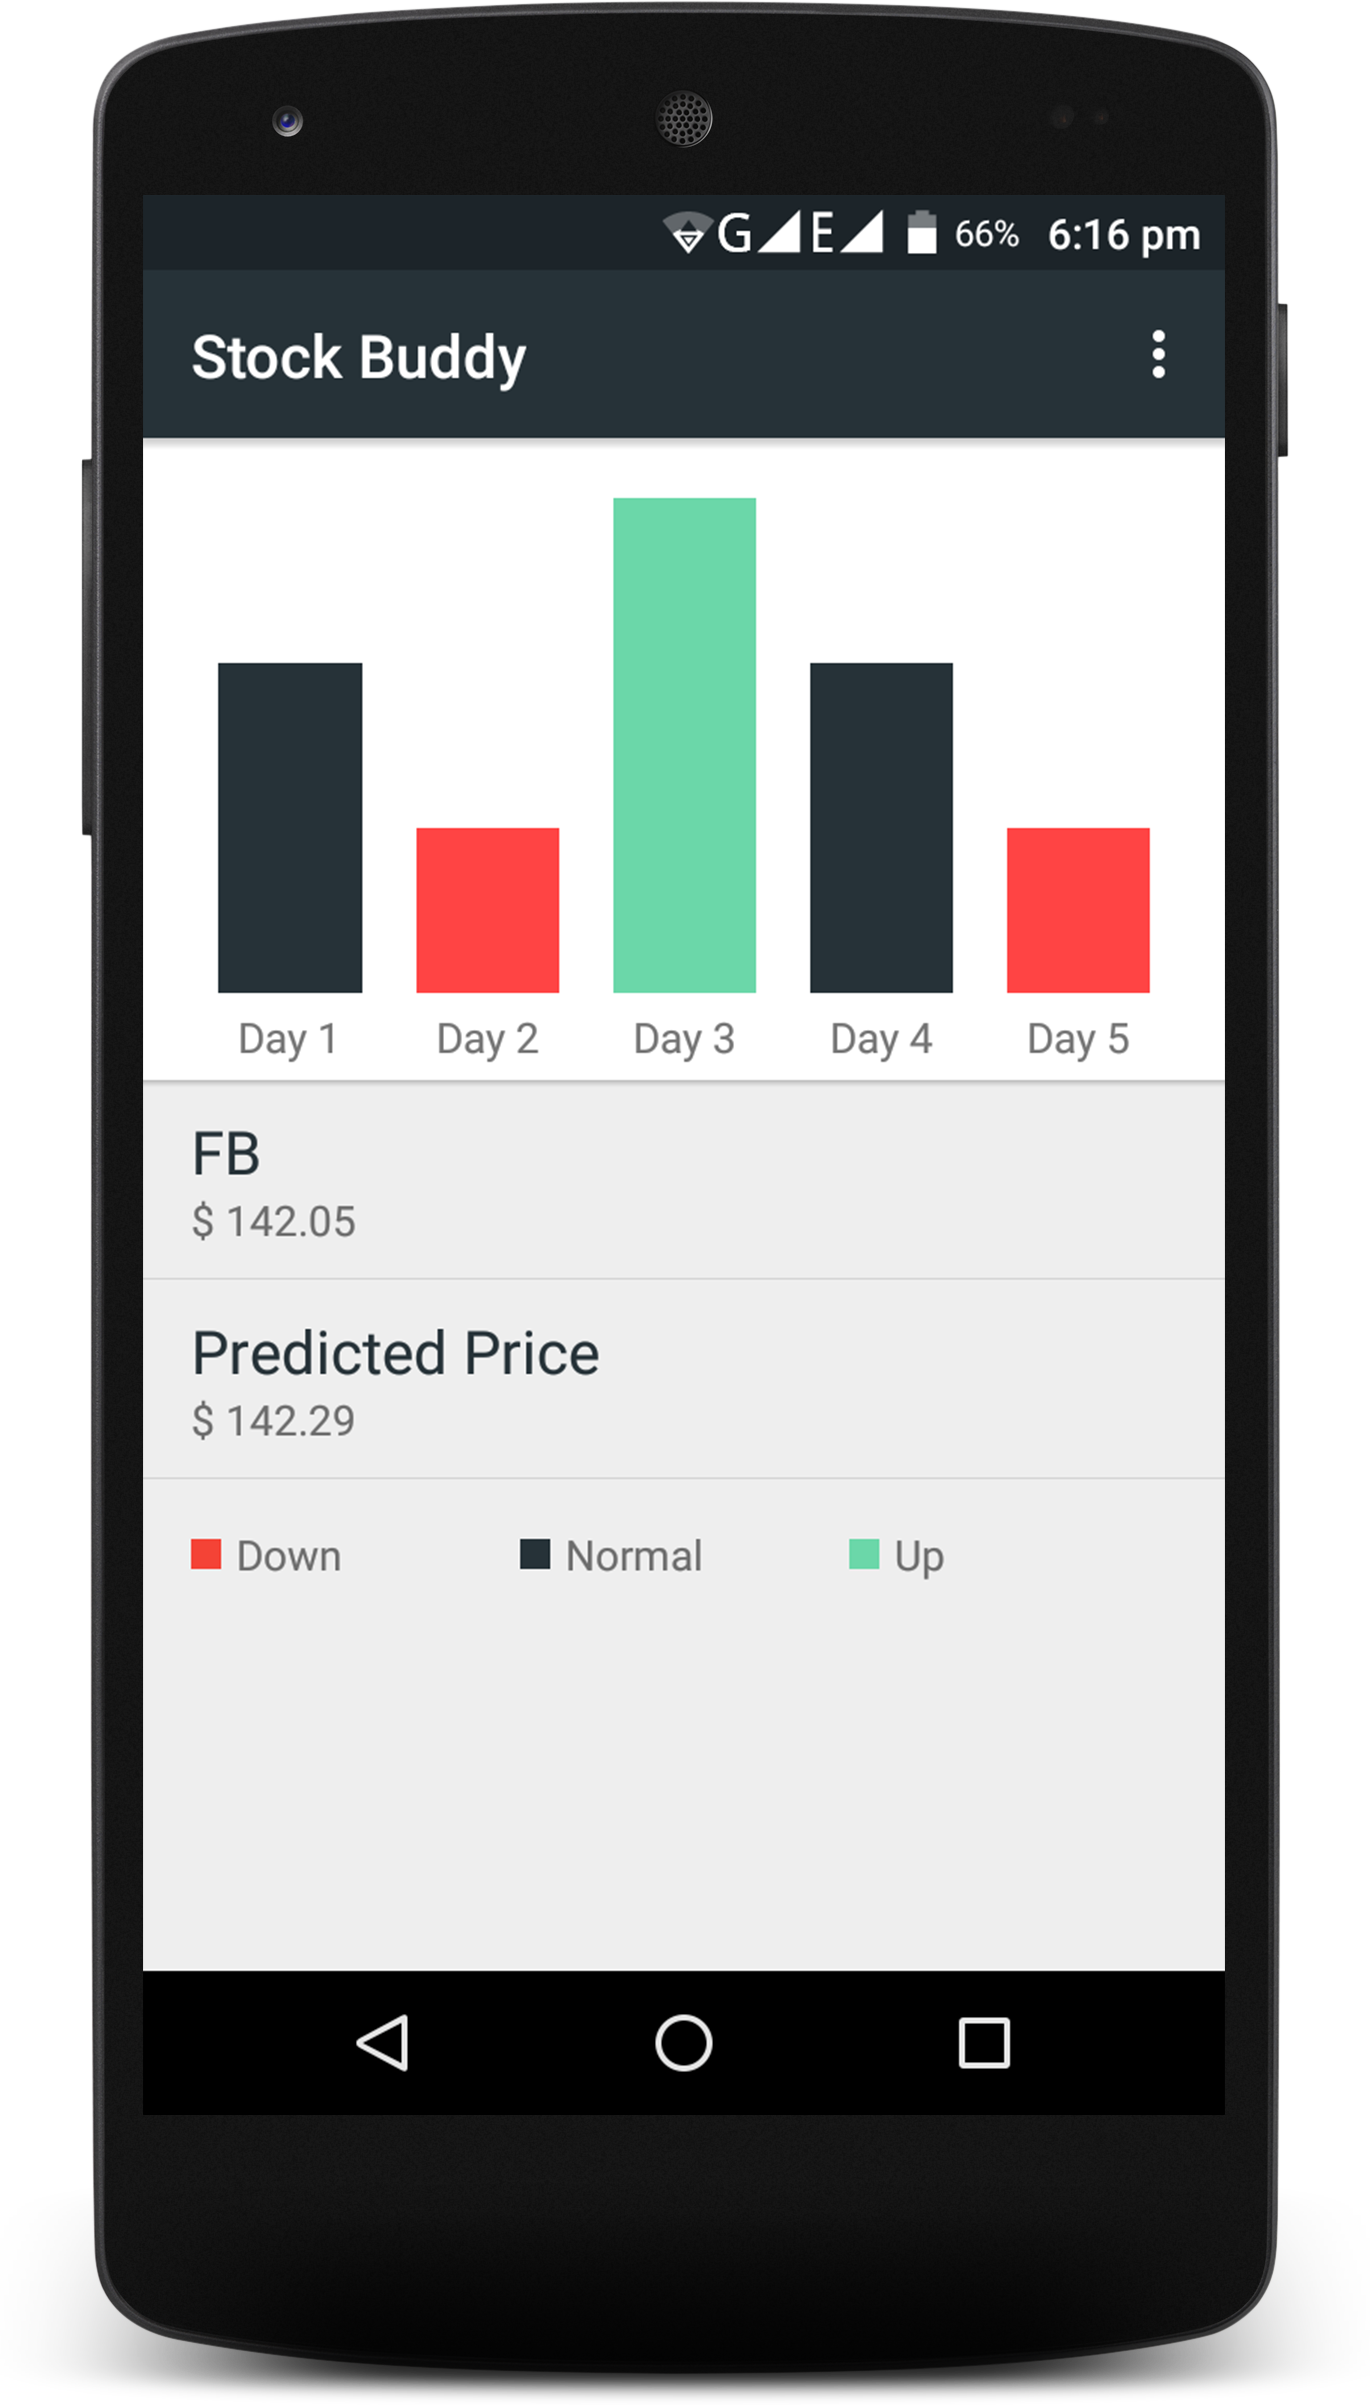 G E 66% 6:16 pm
Stock Buddy
Day 1 Day 2 Day 3 Day 4 Day 5
FB
$ 142.05
Predicted Price
$ 142.29
Down Normal Up